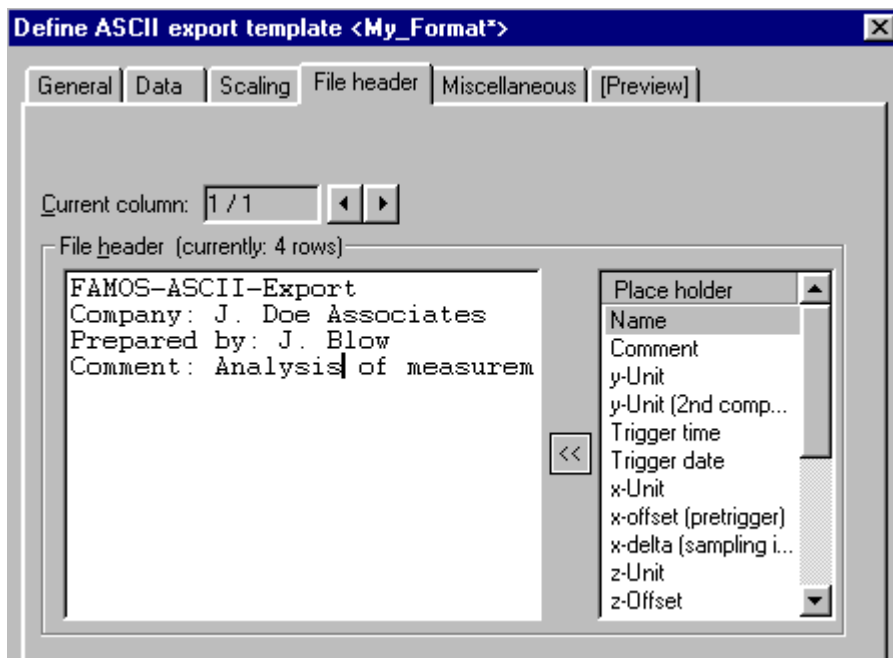 Define ASCII export template <My_Format*>
General Data Scaling File header Miscellaneous [Preview]
Current column: 1 / 1
File header (currently: 4 rows)
FAMOS-ASCII-Export
Company: J. Doe Associates
Prepared by: J. Blow
Comment: Analysis of measurem
<<
Place holder
Name
Comment
y-Unit
y-Unit (2nd comp...
Trigger time
Trigger date
x-Unit
x-offset (pretrigger)
x-delta (sampling i...
z-Unit
z-Offset